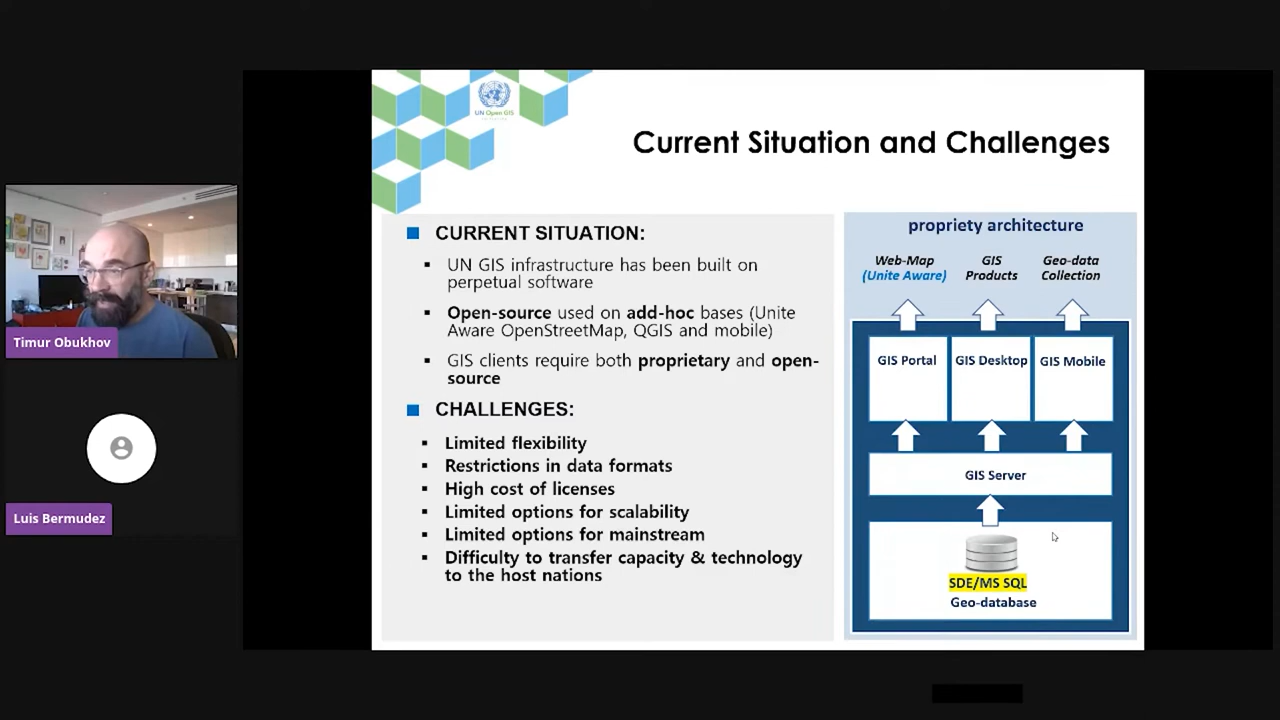 UN Open GIS
Current Situation and Challenges
CURRENT SITUATION:
UN GIS infrastructure has been built on
perpetual software
Open-source used on add-hoc bases (Unite
Aware OpenStreetMap, QGIS and mobile)
GIS clients require both proprietary and open-
source
CHALLENGES:
Limited flexibility
Restrictions in data formats
High cost of licenses
Limited options for scalability
Limited options for mainstream
Difficulty to transfer capacity & technology
to the host nations
propriety architecture
Web-Map
(Unite Aware)
GIS
Products
Geo-data
Collection
GIS Portal
GIS Desktop
GIS Mobile
GIS Server
SDE/MS SQL
Geo-database
Timur Obukhov
Luis Bermudez